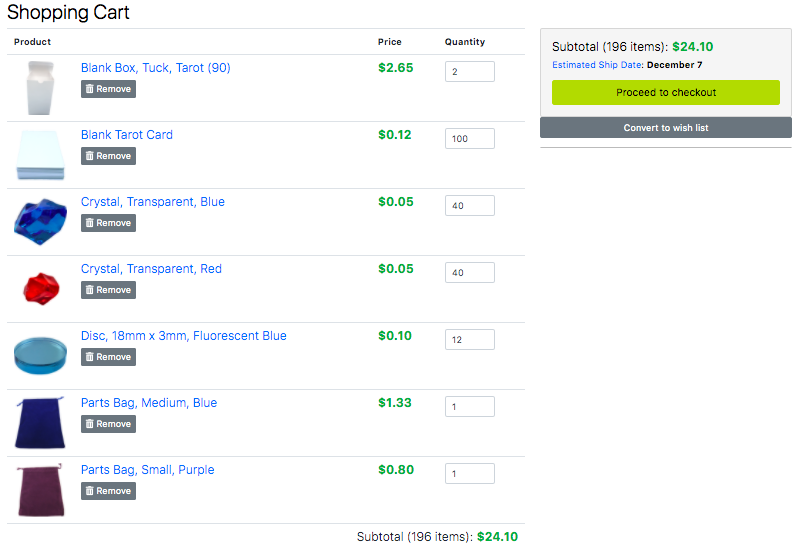 Shopping Cart
Product Price Quantity
Blank Box, Tuck, Tarot (90) $2.65 2
Remove
Blank Tarot Card $0.12 100
Remove
Crystal, Transparent, Blue $0.05 40
Remove
Crystal, Transparent, Red $0.05 40
Remove
Disc, 18mm x 3mm, Fluorescent Blue $0.10 12
Remove
Parts Bag, Medium, Blue $1.33 1
Remove
Parts Bag, Small, Purple $0.80 1
Remove
Subtotal (196 items): $24.10
Subtotal (196 items): $24.10
Estimated Ship Date: December 7
Proceed to checkout
Convert to wish list